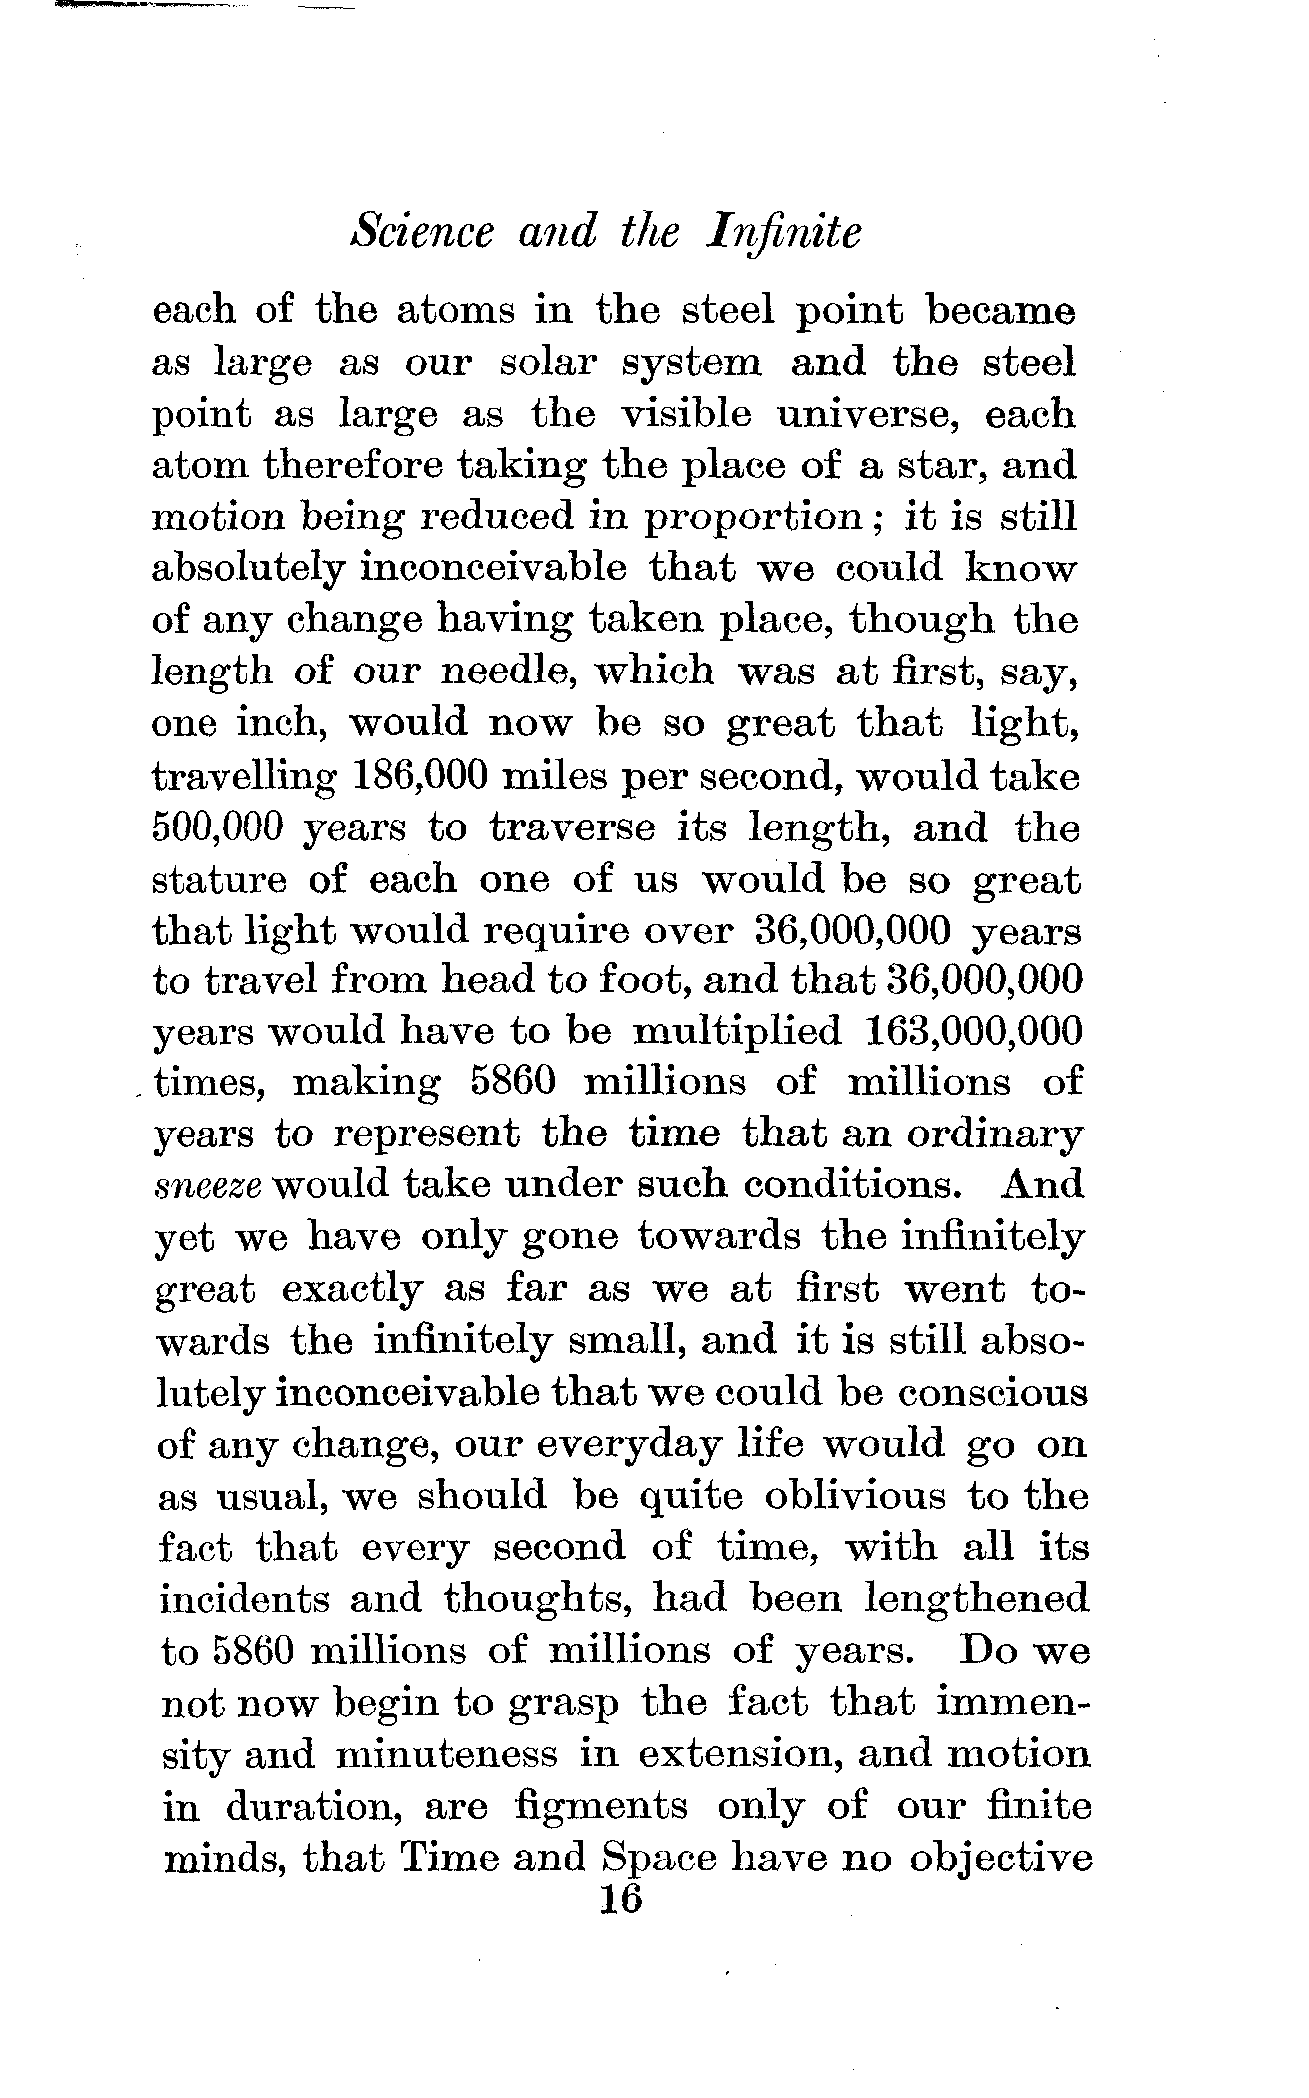 Science and the Infinite
each of the atoms in the steel point became
as large as our solar system and the steel
point as large as the visible universe, each
atom therefore taking the place of a star, and
motion being reduced in proportion; it is still
absolutely inconceivable that we could know
of any change having taken place, though the
length of our needle, which was at first, say,
one inch, would now be so great that light,
travelling 186,000 miles per second, would take
500,000 years to traverse its length, and the
stature of each one of us would be so great
that light would require over 36,000,000 years
to travel from head to foot, and that 36,000,000
years would have to be multiplied 163,000,000
times, making 5860 millions of millions of
years to represent the time that an ordinary
sneeze would take under such conditions. And
yet we have only gone towards the infinitely
great exactly as far as we at first went to-
wards the infinitely small, and it is still abso-
lutely inconceivable that we could be conscious
of any change, our everyday life would go on
as usual, we should be quite oblivious to the
fact that every second of time, with all its
incidents and thoughts, had been lengthened
to 5860 millions of millions of years. Do we
not now begin to grasp the fact that immen-
sity and minuteness in extension, and motion
in duration, are figments only of our finite
minds, that Time and Space have no objective
16